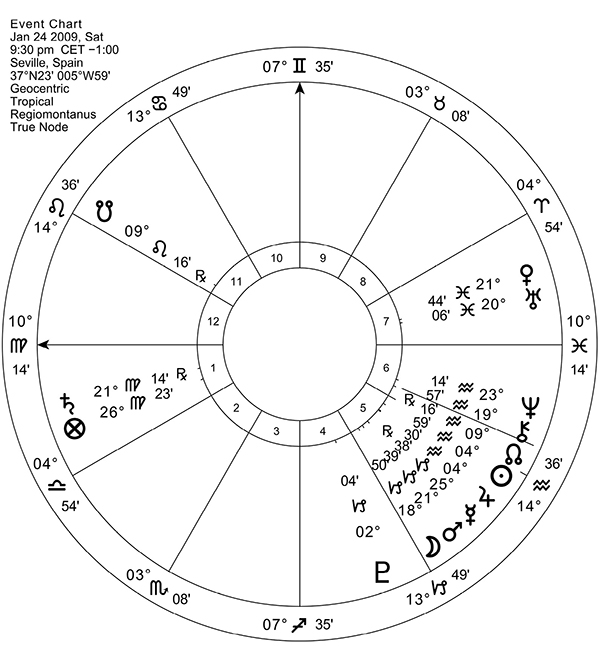 Event Chart
Jan 24 2009, Sat
9:30 pm CET −1:00
Seville, Spain
37°N23' 005°W59'
Geocentric
Tropical
Regiomontanus
True Node
07° ♊ 35'
13° ♋ 49'
03° ♉ 08'
36' ♌ 14°
04° ♈ 54'
☋ 09° ♌ 16' ℞
10 9
11 8
44' ♓ 21° ♀
06' ♓ 20° ♅
12 7
10° ♍ 14'
10° ♓ 14'
1 6
♄ 21° ♍ 14' ℞
⊗ 26° ♍ 23'
14' ♒ 23° ♆
57' ♒ 19° ⚷
℞ 16' ♒ 09° ☊
59' ♒ 04° ☉
30' ♒ 04° ♃
℞ 38' ♑ 25° ☿
39' ♑ 21° ♂
50' ♑ 18° ☽
2 5
3 4
04' ♑ 02° ♇
04° ♎ 54'
36' ♒ 14°
03° ♏ 08'
13° ♑ 49'
07° ♐ 35'